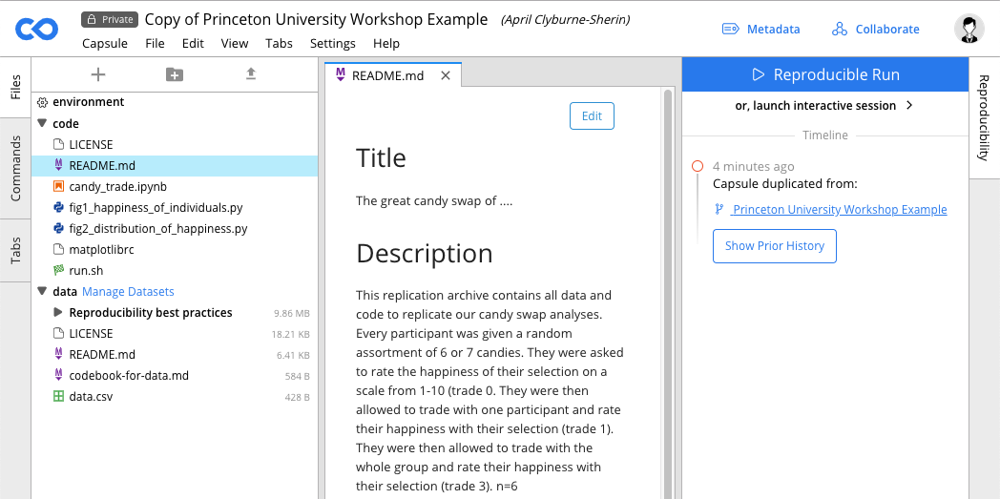 Private Copy of Princeton University Workshop Example (April Clyburne-Sherin)
Capsule File Edit View Tabs Settings Help
Metadata Collaborate
Files
Commands
Tabs
environment
code
LICENSE
README.md
candy_trade.ipynb
fig1_happiness_of_individuals.py
fig2_distribution_of_happiness.py
matplotlibrc
run.sh
data Manage Datasets
Reproducibility best practices 9.86 MB
LICENSE 18.21 KB
README.md 6.41 KB
codebook-for-data.md 584 B
data.csv 428 B
README.md
Edit
Title
The great candy swap of ....
Description
This replication archive contains all data and
code to replicate our candy swap analyses.
Every participant was given a random
assortment of 6 or 7 candies. They were asked
to rate the happiness of their selection on a
scale from 1-10 (trade 0. They were then
allowed to trade with one participant and rate
their happiness with their selection (trade 1).
They were then allowed to trade with the
whole group and rate their happiness with
their selection (trade 3). n=6
Reproducible Run
or, launch interactive session
Timeline
4 minutes ago
Capsule duplicated from:
Princeton University Workshop Example
Show Prior History
Reproducibility